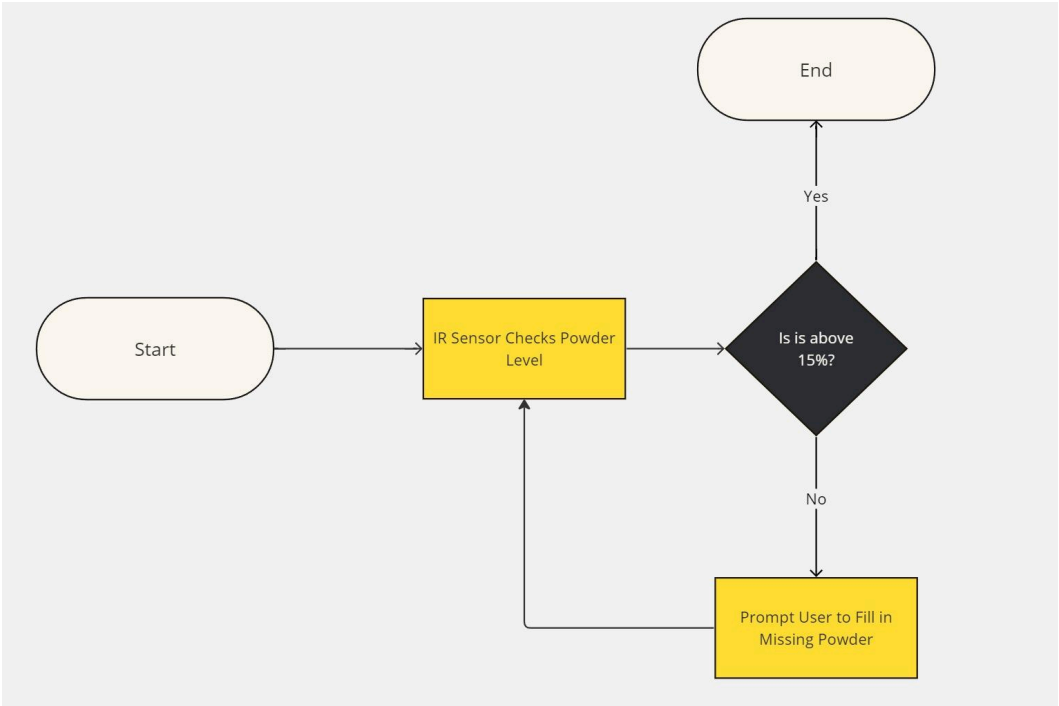 End
Yes
Start
IR Sensor Checks Powder
Level
Is is above
15%?
No
Prompt User to Fill in
Missing Powder